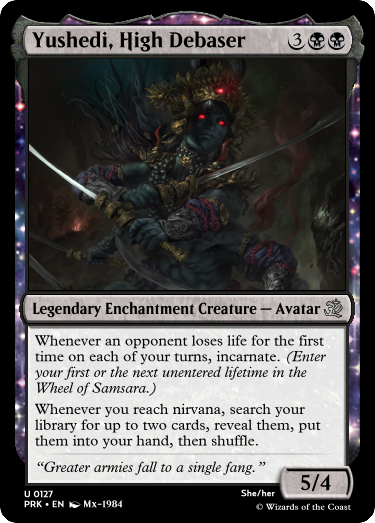 Yushedi, High Debaser 3
Legendary Enchantment Creature — Avatar
Whenever an opponent loses life for the first
time on each of your turns, incarnate. (Enter
your first or the next unentered lifetime in the
Wheel of Samsara.)
Whenever you reach nirvana, search your
library for up to two cards, reveal them, put
them into your hand, then shuffle.
“Greater armies fall to a single fang.”
5/4
U 0127
PRK • EN Mx-1984
She/her
© Wizards of the Coast